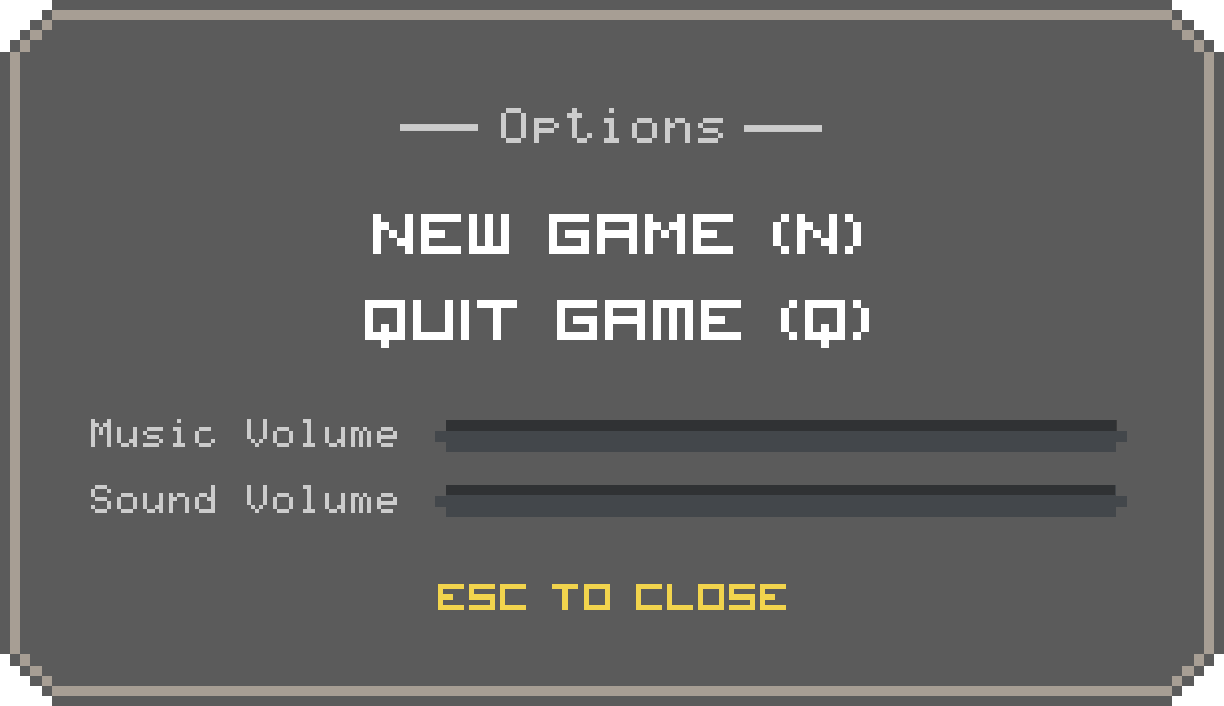 Options
NEW GAME (N)
QUIT GAME (Q)
Music Volume
Sound Volume
ESC TO CLOSE